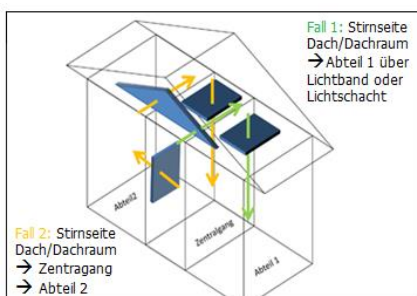 Fall 1: Stirnseite
Dach/Dachraum
→Abteil 1 über
Lichtband oder
Lichtschacht
Abteil2
Zentralgang
Abteil 1
Fall 2: Stirnseite
Dach/Dachraum
→ Zentragang
→ Abteil 2